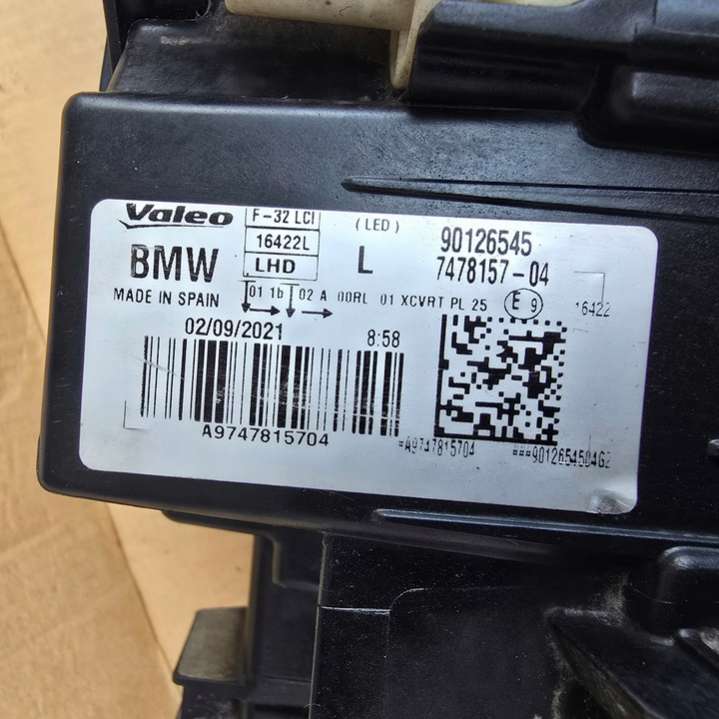 Valeo
F-32 LCI
(LED)
90126545
16422L
BMW
LHD
L
7478157-04
MADE IN SPAIN
01 1b
02 A 00RL 01 XCVRT PL 25
E 9
16422
02/09/2021
8:58
A9747815704
=A9747815704
###9012654504G2